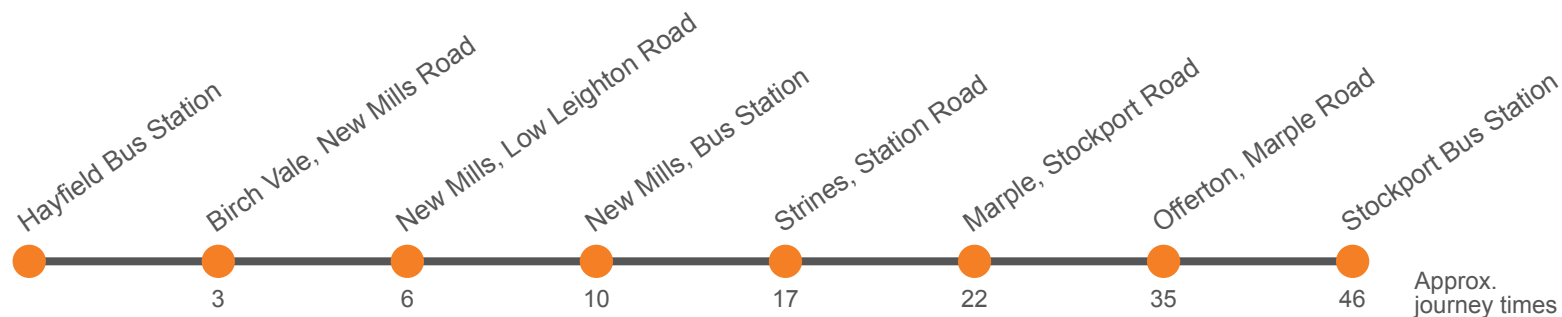 Hayfield Bus Station
Birch Vale, New Mills Road
New Mills, Low Leighton Road
New Mills, Bus Station
Strines, Station Road
Marple, Stockport Road
Offerton, Marple Road
Stockport Bus Station
3
6
10
17
22
35
46
Approx.
journey times